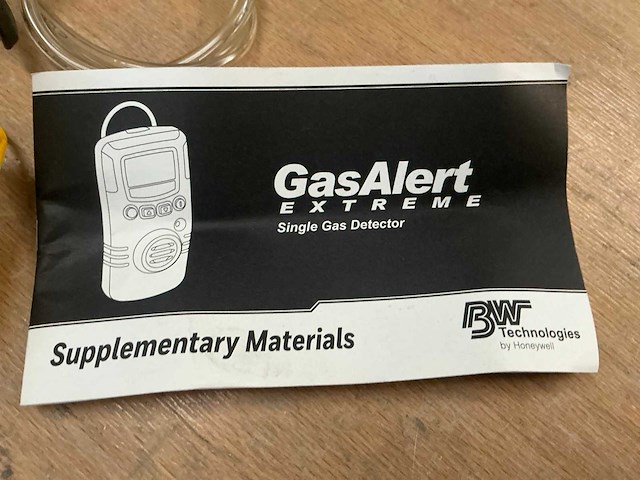 GasAlert
EXTREME
Single Gas Detector
Supplementary Materials
BW
Technologies
by Honeywell